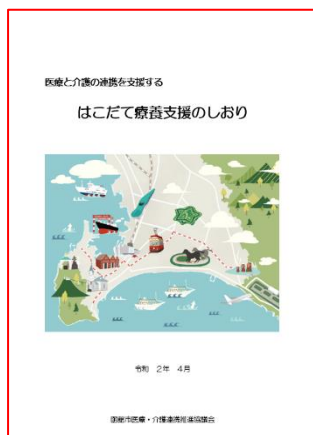 医療と介護の連携を支援する
はこだて療養支援のしおり
令和 2年 4月
函館市医療・介護連携推進協議会